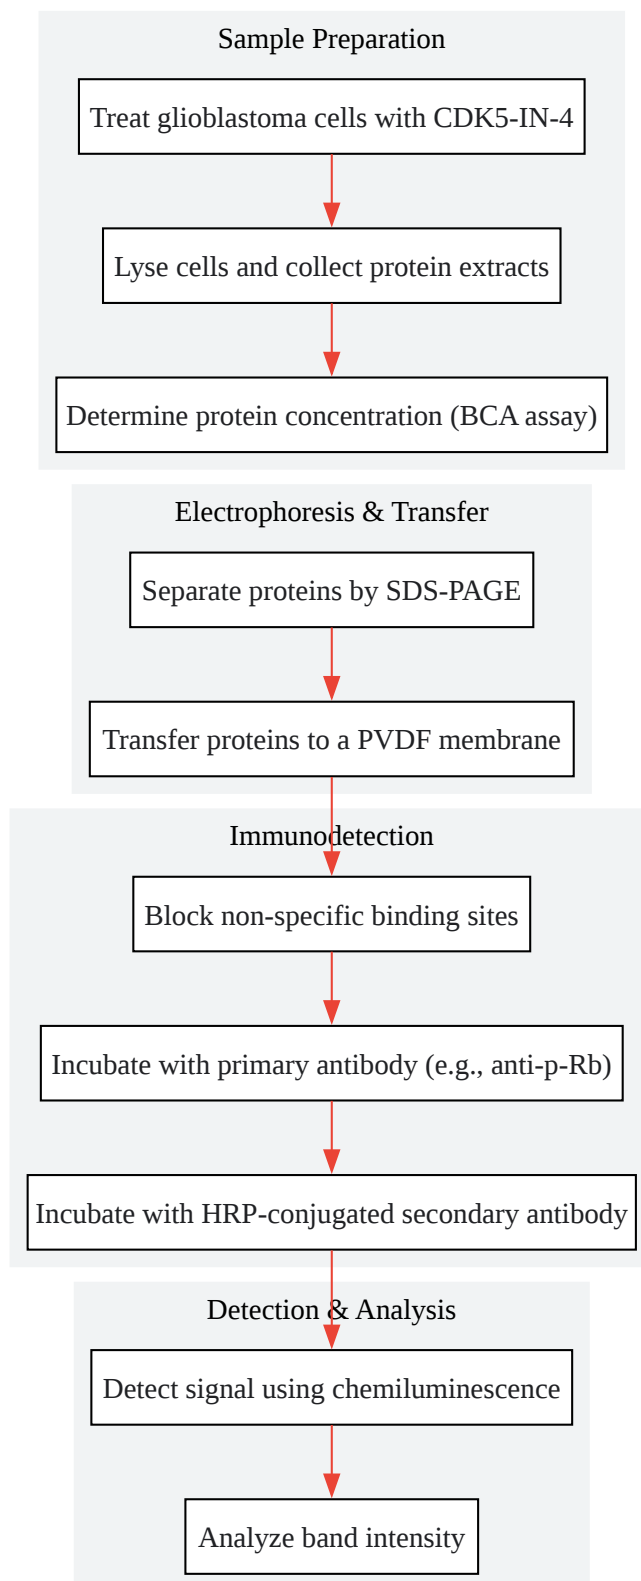 Sample Preparation
Treat glioblastoma cells with CDK5-IN-4
Lyse cells and collect protein extracts
Determine protein concentration (BCA assay)
Electrophoresis & Transfer
Separate proteins by SDS-PAGE
Transfer proteins to a PVDF membrane
Immunodetection
Block non-specific binding sites
Incubate with primary antibody (e.g., anti-p-Rb)
Incubate with HRP-conjugated secondary antibody
Detection & Analysis
Detect signal using chemiluminescence
Analyze band intensity